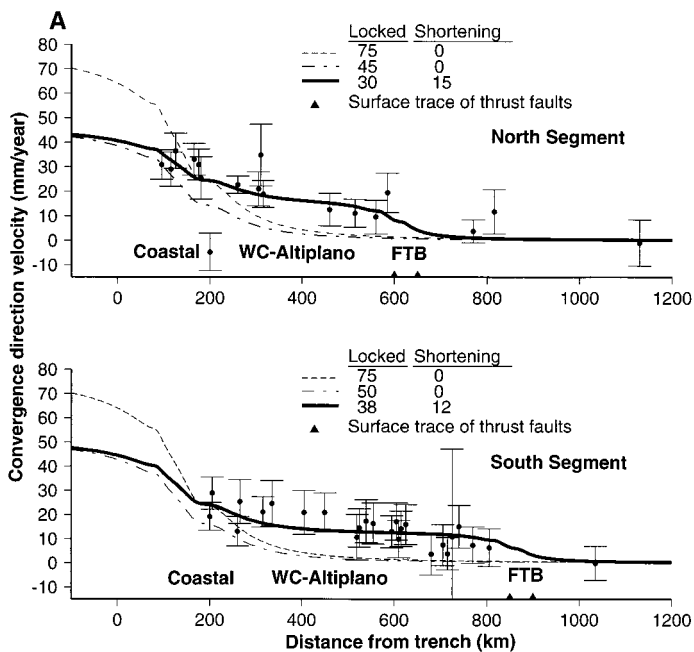 A
Convergence direction velocity (mm/year)
Locked Shortening
75 0
45 0
30 15
Surface trace of thrust faults
North Segment
80
70
60
50
40
30
20
10
0
-10
Coastal WC-Altiplano FTB
0 200 400 600 800 1000 1200
Locked Shortening
75 0
50 0
38 12
Surface trace of thrust faults
South Segment
80
70
60
50
40
30
20
10
0
-10
Coastal WC-Altiplano FTB
0 200 400 600 800 1000 1200
Distance from trench (km)